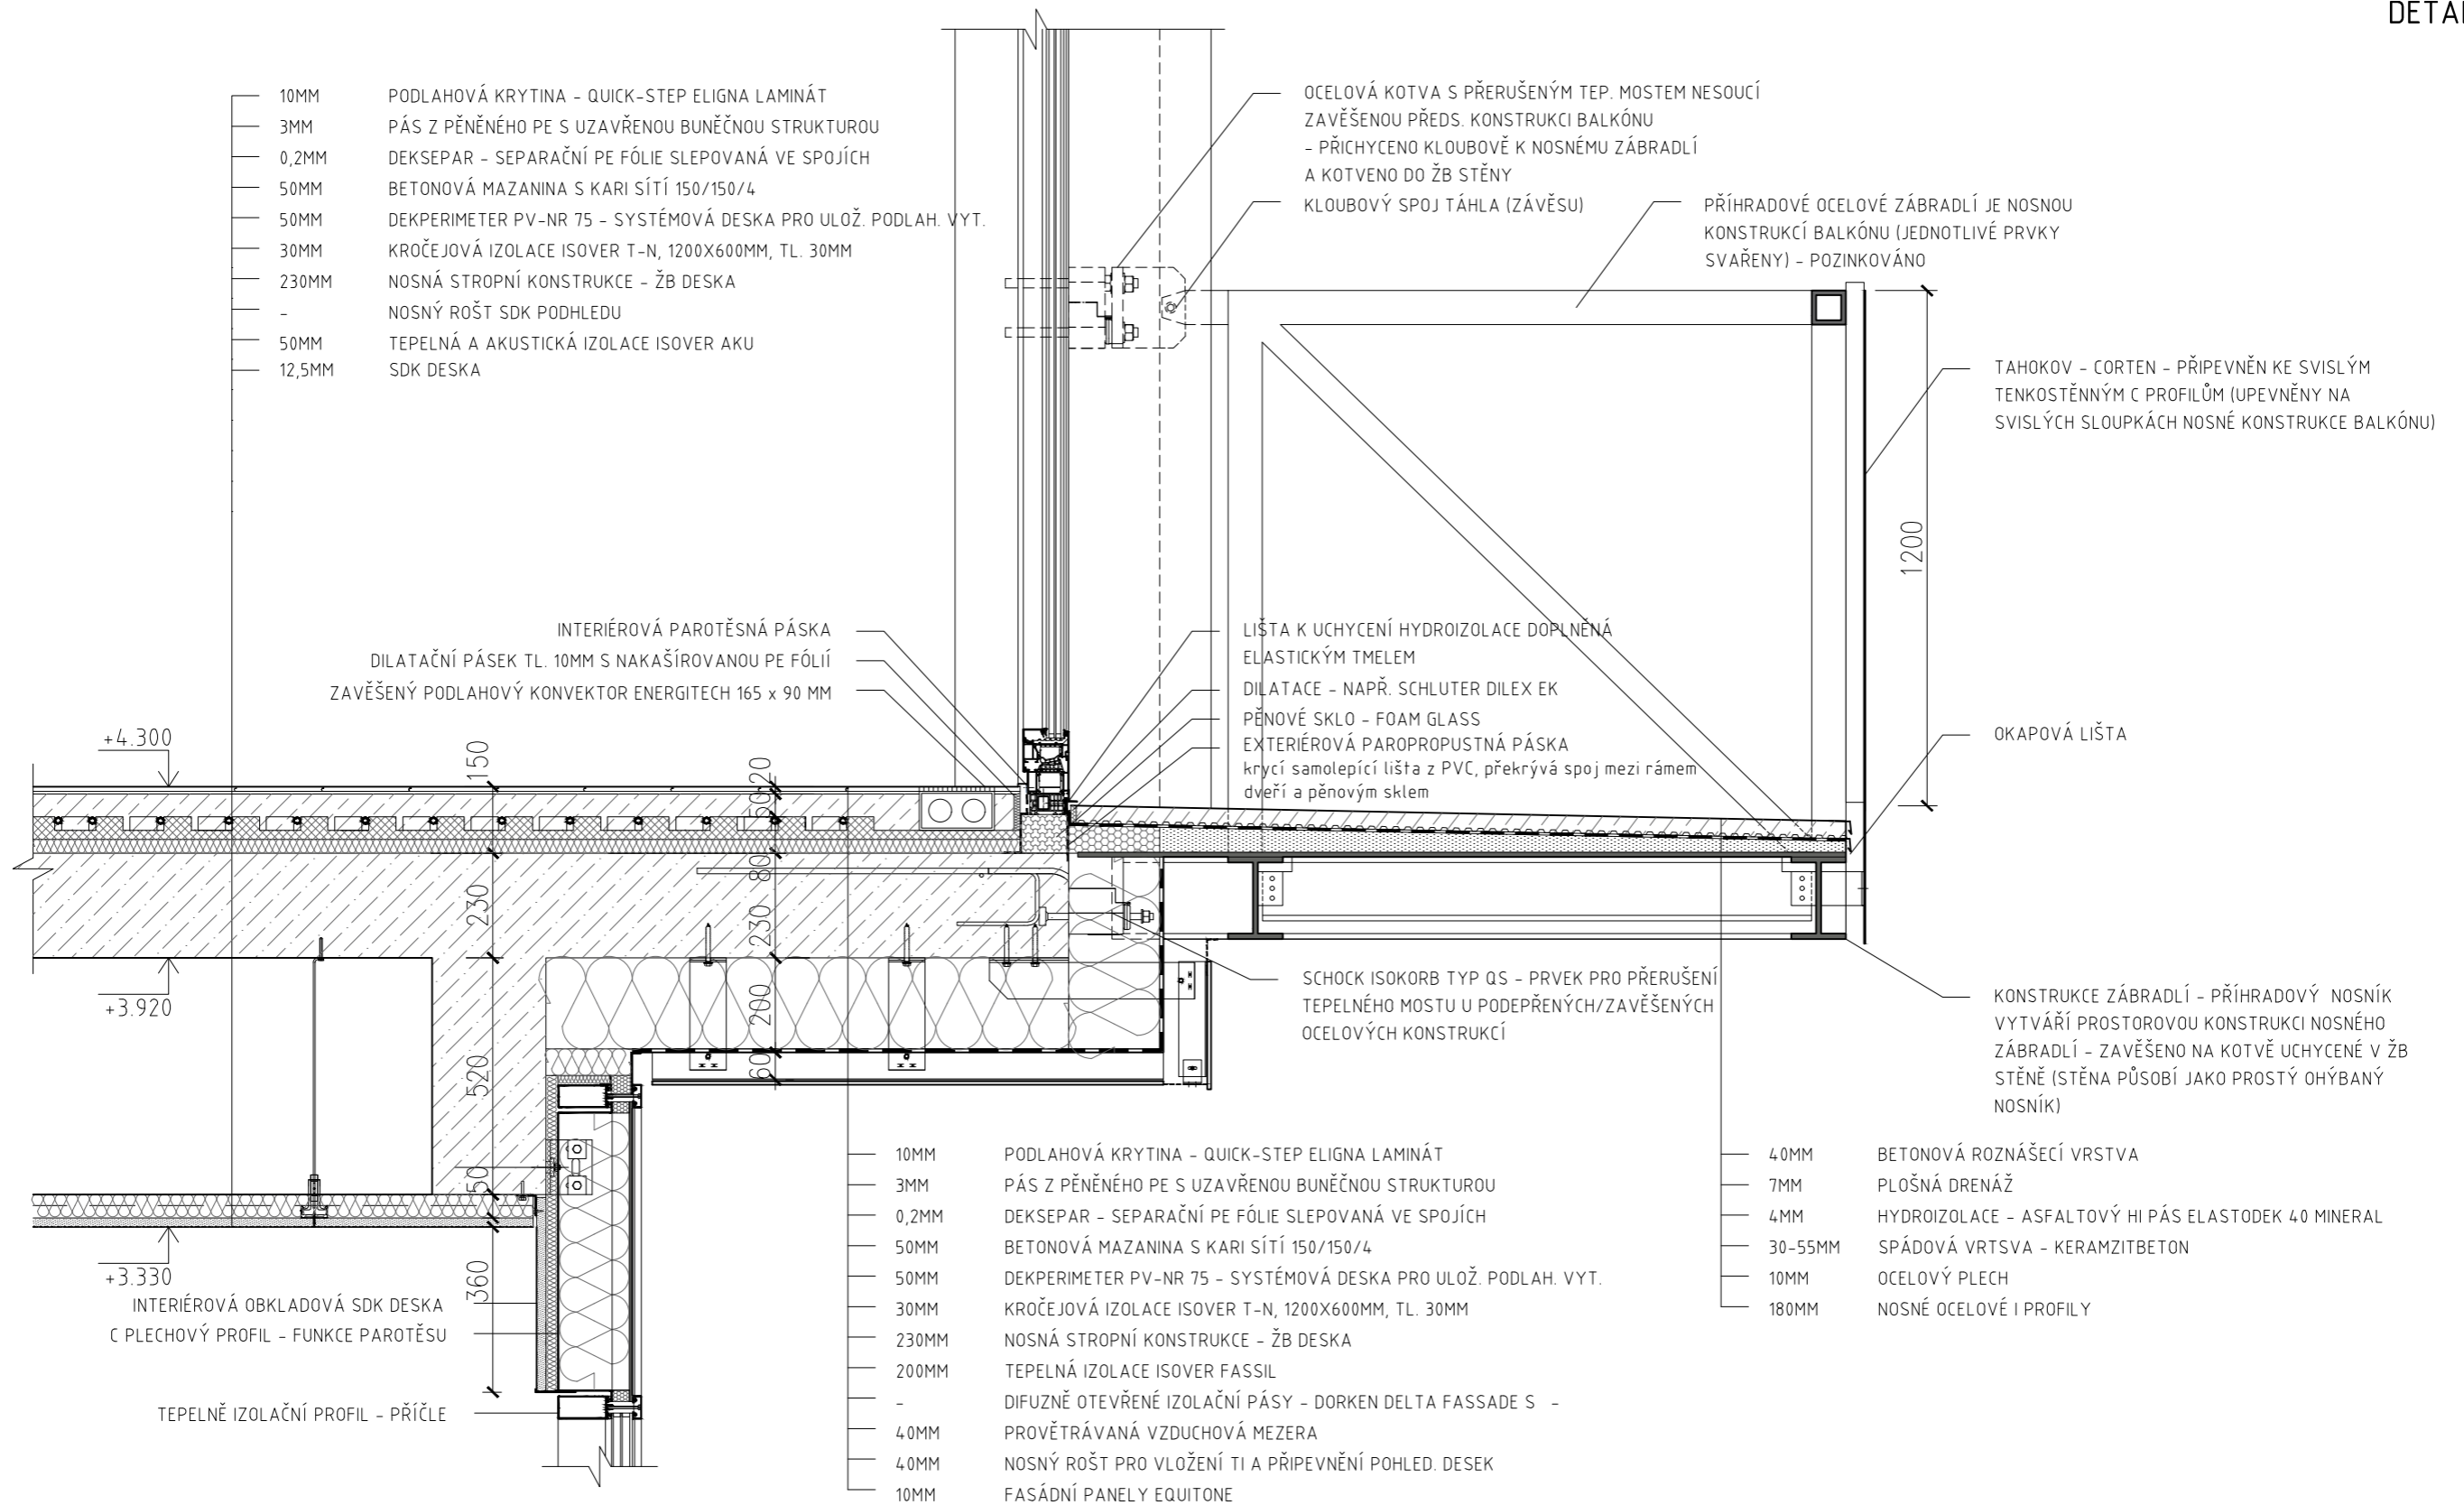 DETA
10MM PODLAHOVÁ KRYTINA - QUICK-STEP ELIGNA LAMINÁT
3MM PÁS Z PĚNĚNÉHO PE S UZAVŘENOU BUNĚČNOU STRUKTUROU
0,2MM DEKSEPAR - SEPARAČNÍ PE FÓLIE SLEPOVANÁ VE SPOJÍCH
50MM BETONOVÁ MAZANINA S KARI SÍTÍ 150/150/4
50MM DEKPERIMETER PV-NR 75 - SYSTÉMOVÁ DESKA PRO ULOŽ. PODLAH. VYT.
30MM KROČEJOVÁ IZOLACE ISOVER T-N, 1200X600MM, TL. 30MM
230MM NOSNÁ STROPNÍ KONSTRUKCE - ŽB DESKA
- NOSNÝ ROŠT SDK PODHLEDU
50MM TEPELNÁ A AKUSTICKÁ IZOLACE ISOVER AKU
12,5MM SDK DESKA
OCELOVÁ KOTVA S PŘERUŠENÝM TEP. MOSTEM NESOUCÍ
ZAVĚŠENOU PŘEDS. KONSTRUKCI BALKÓNU
- PŘICHYCENO KLOUBOVĚ K NOSNÉMU ZÁBRADLÍ
A KOTVENO DO ŽB STĚNY
KLOUBOVÝ SPOJ TÁHLA (ZÁVĚSU)
PŘÍHRADOVÉ OCELOVÉ ZÁBRADLÍ JE NOSNOU
KONSTRUKCÍ BALKÓNU (JEDNOTLIVÉ PRVKY
SVAŘENY) - POZINKOVÁNO
TAHOKOV - CORTEN - PŘIPEVNĚN KE SVISLÝM
TENKOSTĚNNÝM C PROFILŮM (UPEVNĚNY NA
SVISLÝCH SLOUPKÁCH NOSNÉ KONSTRUKCE BALKÓNU)
1200
INTERIÉROVÁ PAROTĚSNÁ PÁSKA
DILATAČNÍ PÁSEK TL. 10MM S NAKAŠÍROVANOU PE FÓLIÍ
ZAVĚŠENÝ PODLAHOVÝ KONVEKTOR ENERGITECH 165 x 90 MM
LIŠTA K UCHYCENÍ HYDROIZOLACE DOPLNĚNÁ
ELASTICKÝM TMELEM
DILATACE - NAPŘ. SCHLUTER DILEX EK
PĚNOVÉ SKLO - FOAM GLASS
EXTERIÉROVÁ PAROPROPUSTNÁ PÁSKA
krycí samolepící lišta z PVC, překrývá spoj mezi rámem
dveří a pěnovým sklem
OKAPOVÁ LIŠTA
+4.300
150
20
50
80
230
230
+3.920
200
60
520
50
+3.330
360
SCHOCK ISOKORB TYP QS - PRVEK PRO PŘERUŠENÍ
TEPELNÉHO MOSTU U PODEPŘENÝCH/ZAVĚŠENÝCH
OCELOVÝCH KONSTRUKCÍ
KONSTRUKCE ZÁBRADLÍ - PŘÍHRADOVÝ NOSNÍK
VYTVÁŘÍ PROSTOROVOU KONSTRUKCI NOSNÉHO
ZÁBRADLÍ - ZAVĚŠENO NA KOTVĚ UCHYCENÉ V ŽB
STĚNĚ (STĚNA PŮSOBÍ JAKO PROSTÝ OHÝBANÝ
NOSNÍK)
INTERIÉROVÁ OBKLADOVÁ SDK DESKA
C PLECHOVÝ PROFIL - FUNKCE PAROTĚSU
TEPELNĚ IZOLAČNÍ PROFIL - PŘÍČLE
10MM PODLAHOVÁ KRYTINA - QUICK-STEP ELIGNA LAMINÁT
3MM PÁS Z PĚNĚNÉHO PE S UZAVŘENOU BUNĚČNOU STRUKTUROU
0,2MM DEKSEPAR - SEPARAČNÍ PE FÓLIE SLEPOVANÁ VE SPOJÍCH
50MM BETONOVÁ MAZANINA S KARI SÍTÍ 150/150/4
50MM DEKPERIMETER PV-NR 75 - SYSTÉMOVÁ DESKA PRO ULOŽ. PODLAH. VYT.
30MM KROČEJOVÁ IZOLACE ISOVER T-N, 1200X600MM, TL. 30MM
230MM NOSNÁ STROPNÍ KONSTRUKCE - ŽB DESKA
200MM TEPELNÁ IZOLACE ISOVER FASSIL
- DIFUZNĚ OTEVŘENÉ IZOLAČNÍ PÁSY - DORKEN DELTA FASSADE S -
40MM PROVĚTRÁVANÁ VZDUCHOVÁ MEZERA
40MM NOSNÝ ROŠT PRO VLOŽENÍ TI A PŘIPEVNĚNÍ POHLED. DESEK
10MM FASÁDNÍ PANELY EQUITONE
40MM BETONOVÁ ROZNÁŠECÍ VRSTVA
7MM PLOŠNÁ DRENÁŽ
4MM HYDROIZOLACE - ASFALTOVÝ HI PÁS ELASTODEK 40 MINERAL
30-55MM SPÁDOVÁ VRTSVA - KERAMZITBETON
10MM OCELOVÝ PLECH
180MM NOSNÉ OCELOVÉ I PROFILY